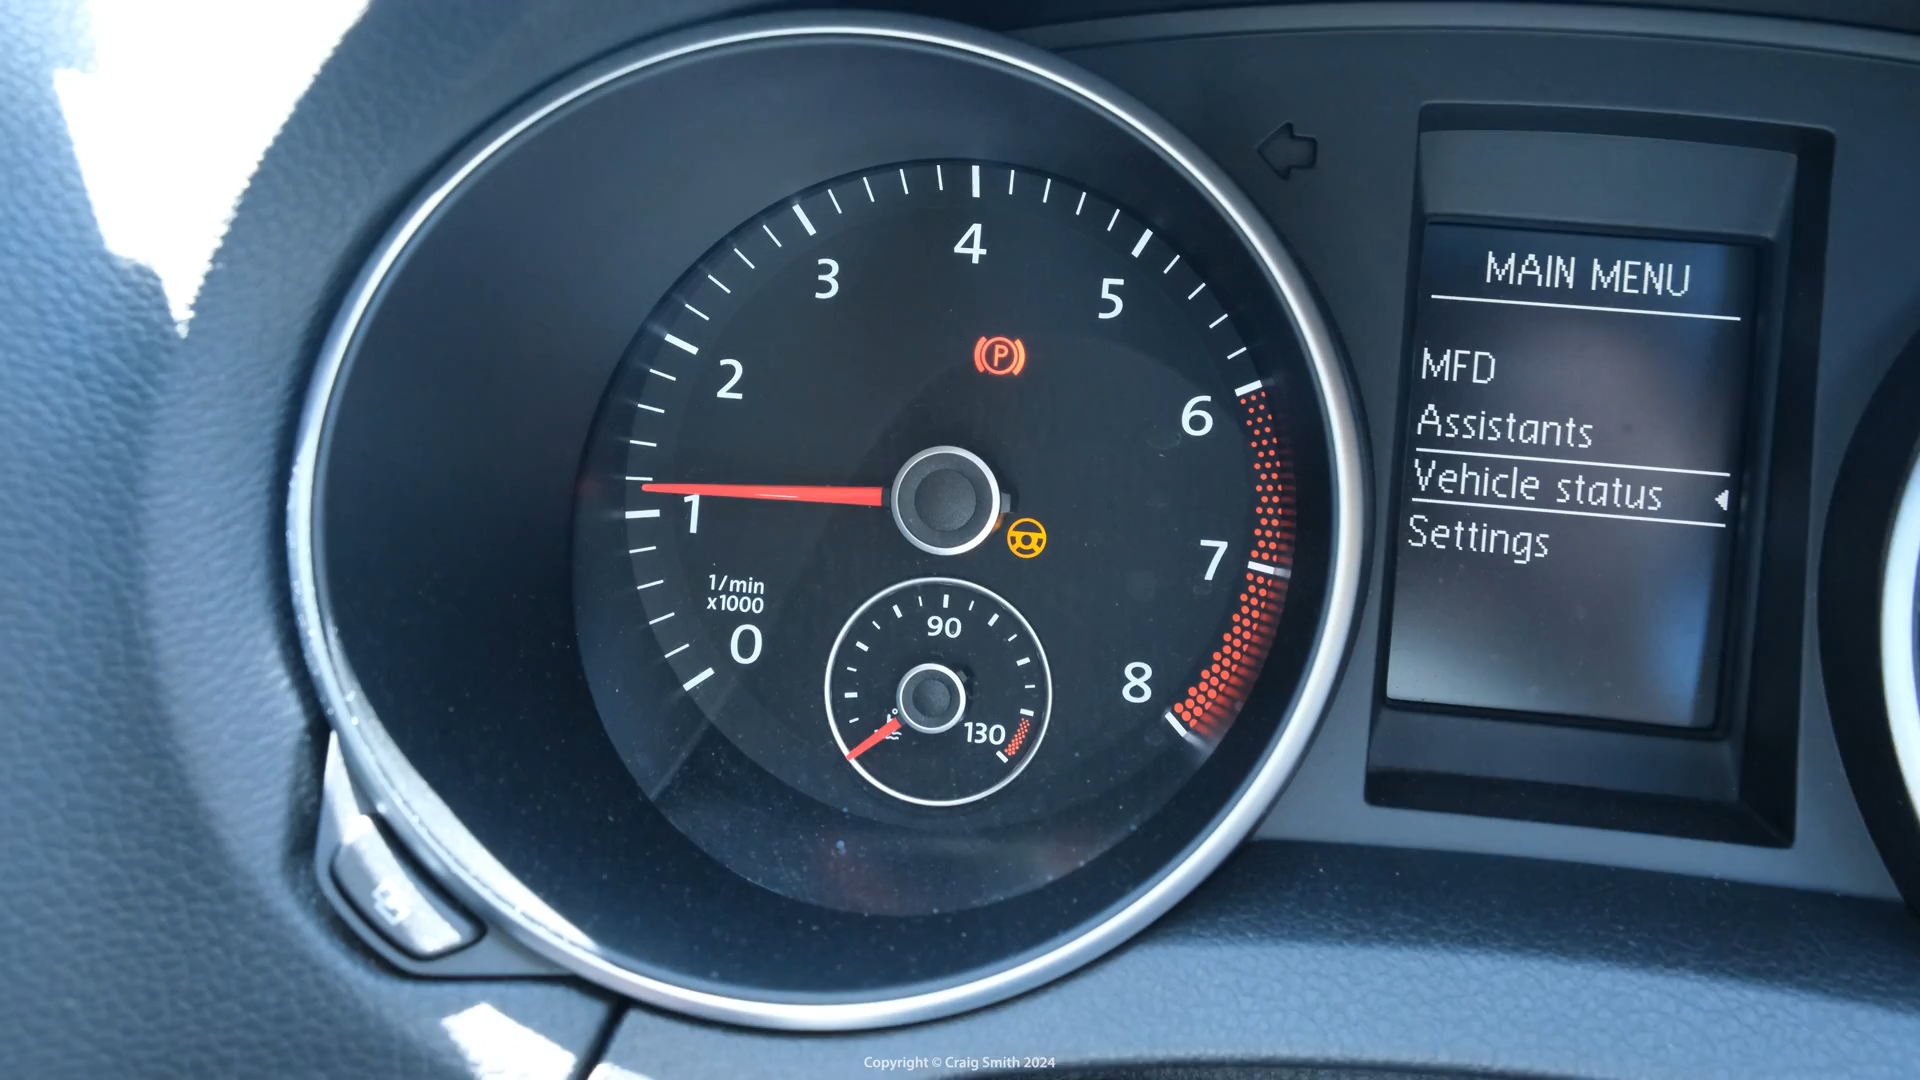 4
3
5
2
6
1
7
1/min
x1000
0
8
90
130
P
MAIN MENU
MFD
Assistants
Vehicle status
Settings
Copyright © Craig Smith 2024